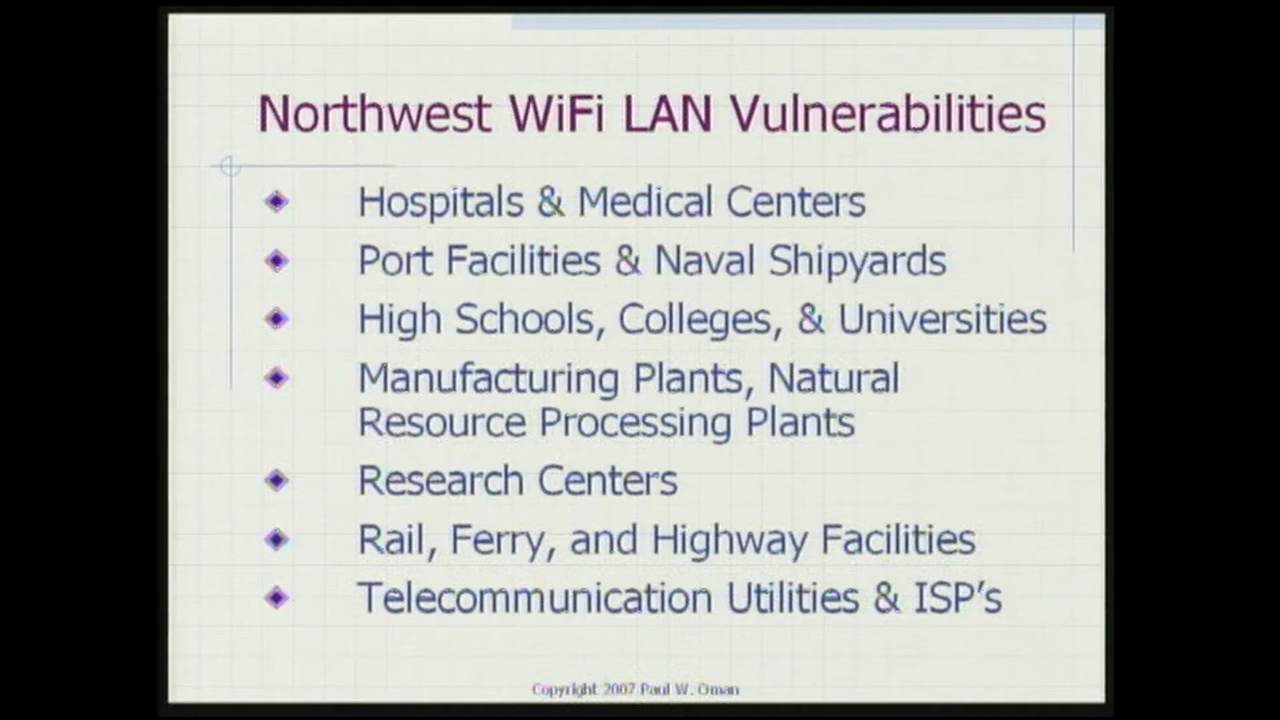 Northwest WiFi LAN Vulnerabilities
Hospitals & Medical Centers
Port Facilities & Naval Shipyards
High Schools, Colleges, & Universities
Manufacturing Plants, Natural
Resource Processing Plants
Research Centers
Rail, Ferry, and Highway Facilities
Telecommunication Utilities & ISP's
Copyright 2007 Paul W. Oman